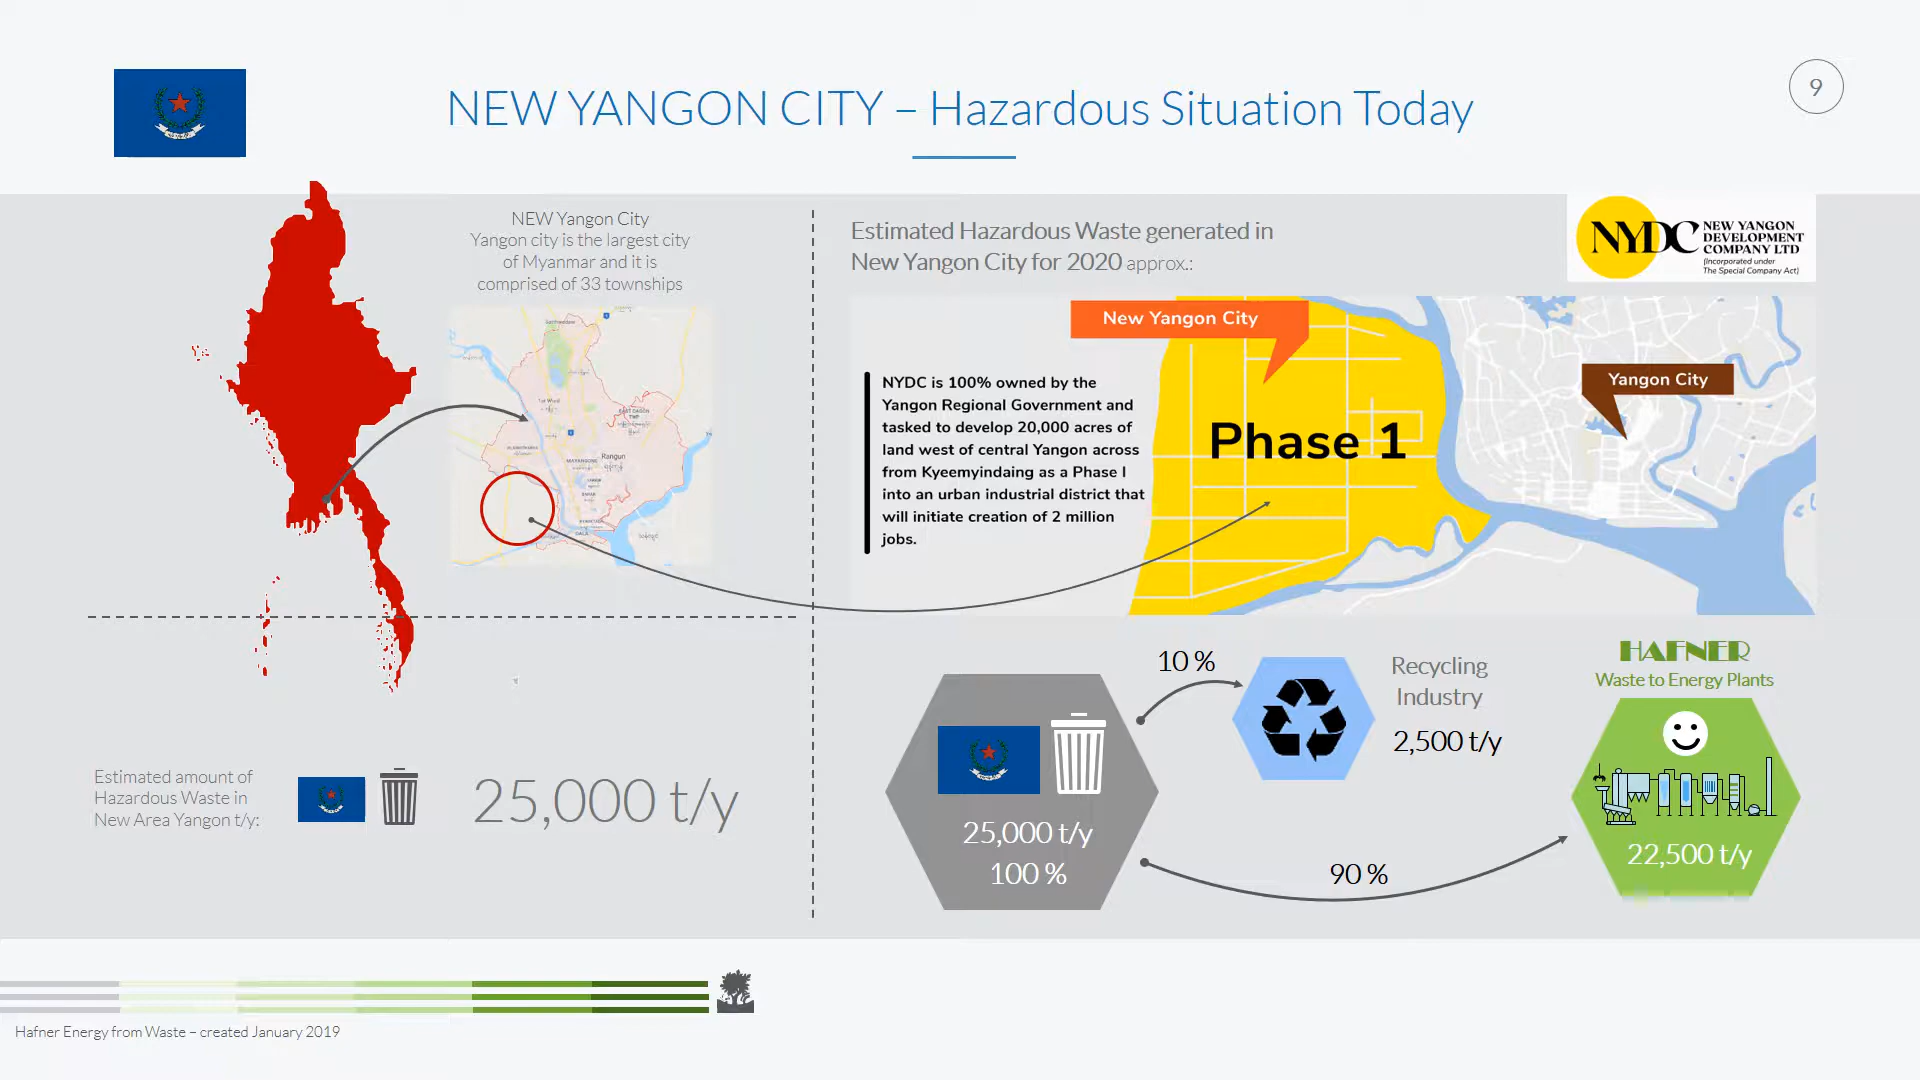 NEW YANGON CITY – Hazardous Situation Today
9
NEW Yangon City
Yangon city is the largest city
of Myanmar and it is
comprised of 33 townships
Rangun
Estimated Hazardous Waste generated in
New Yangon City for 2020 approx.:
NYDC
NEW YANGON
DEVELOPMENT
COMPANY LTD
(Incorporated under
The Special Company Act)
New Yangon City
Yangon City
NYDC is 100% owned by the
Yangon Regional Government and
tasked to develop 20,000 acres of
land west of central Yangon across
from Kyeemyindaing as a Phase I
into an urban industrial district that
will initiate creation of 2 million
jobs.
Phase 1
Estimated amount of
Hazardous Waste in
New Area Yangon t/y:
25,000 t/y
25,000 t/y
100 %
10 %
Recycling
Industry
2,500 t/y
90 %
HAFNER
Waste to Energy Plants
22,500 t/y
Hafner Energy from Waste – created January 2019